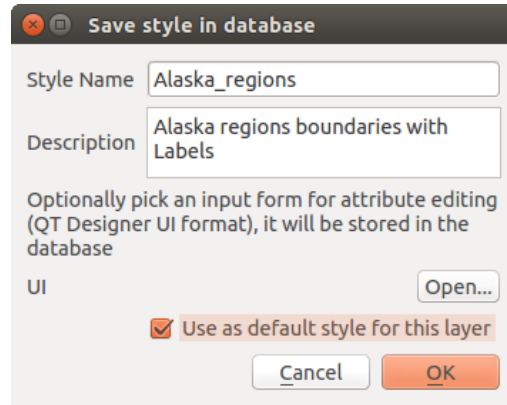 Save style in database
Style Name Alaska_regions
Description Alaska regions boundaries with
Labels
Optionally pick an input form for attribute editing
(QT Designer UI format), it will be stored in the
database
UI Open...
Use as default style for this layer
Cancel OK